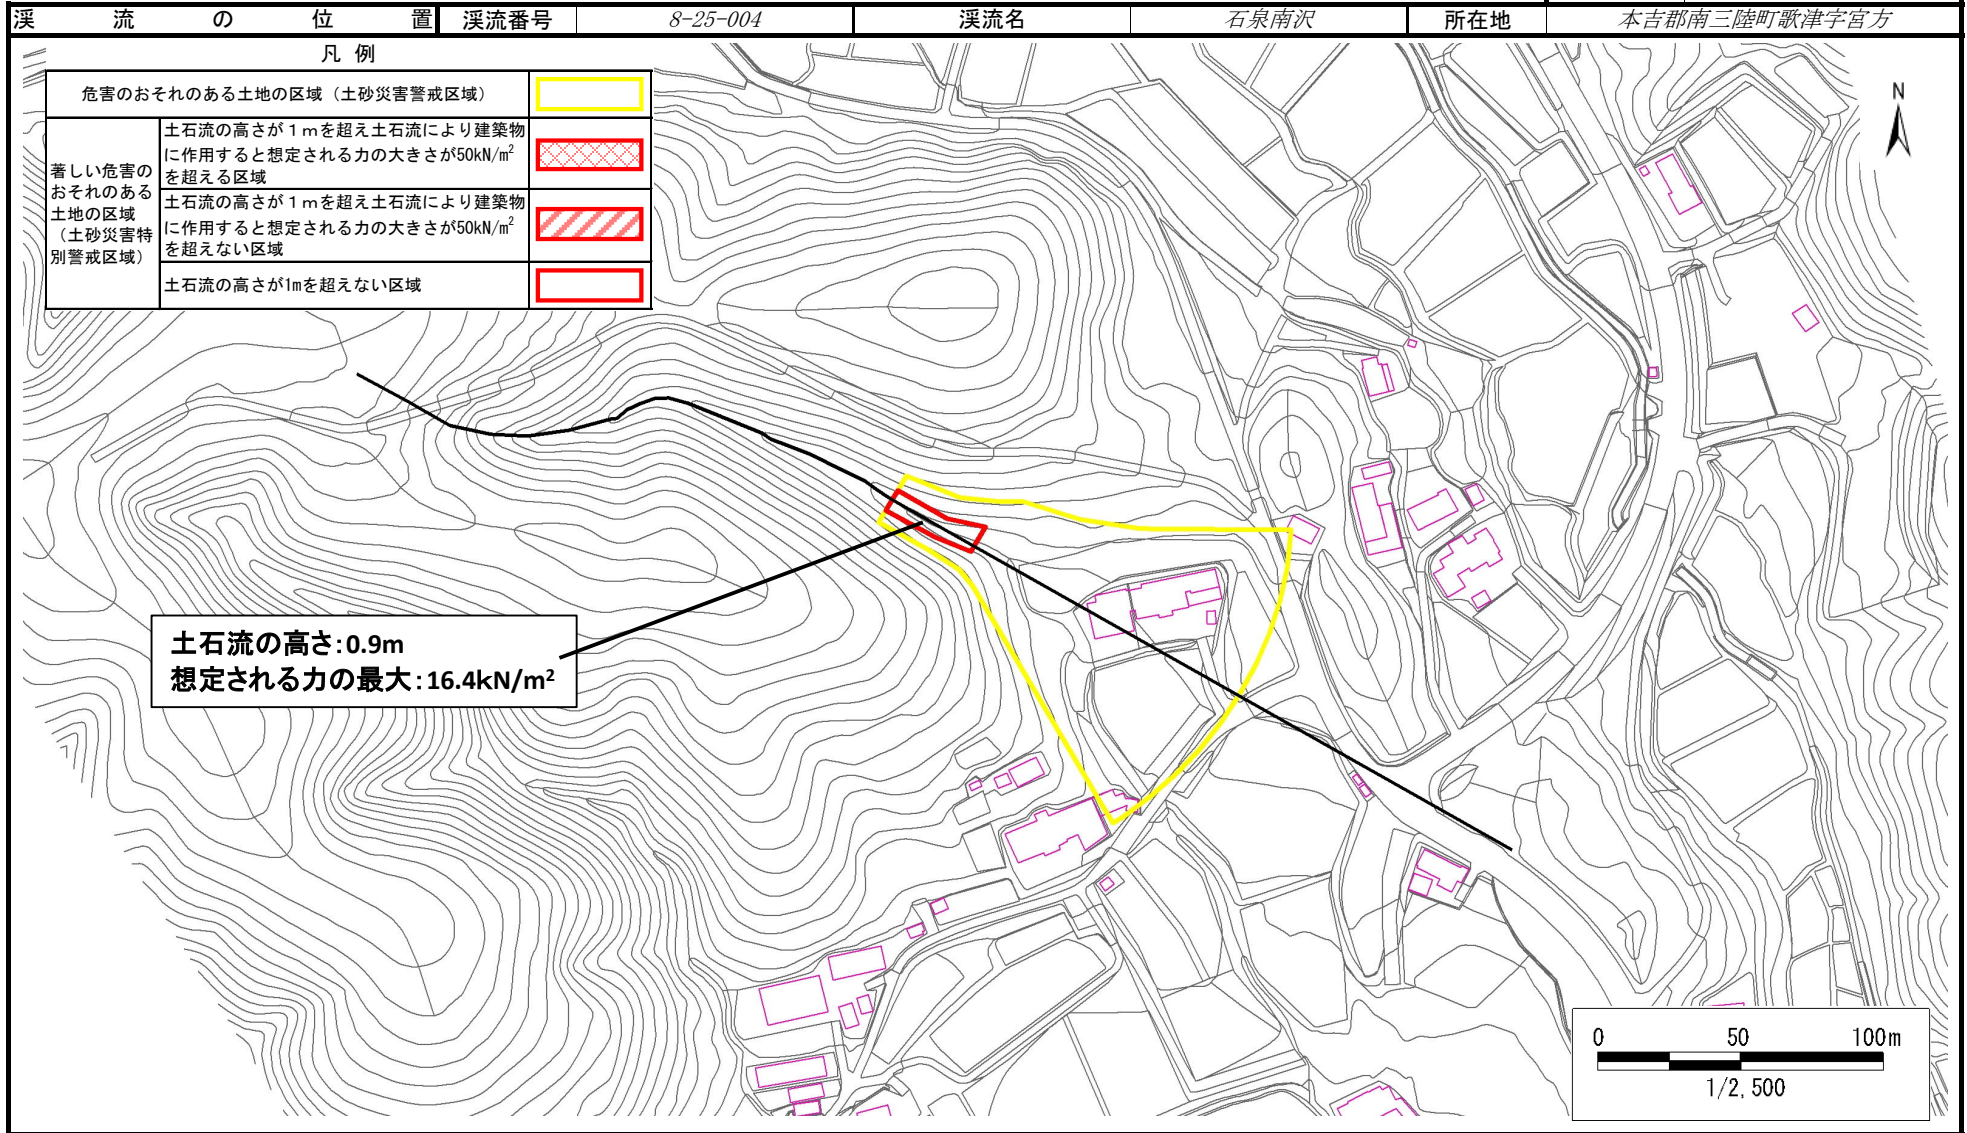 渓流の位置 渓流番号 8-25-004 渓流名 石泉南沢 所在地 本吉郡南三陸町歌津字宮方
凡 例
危害のおそれのある土地の区域（土砂災害警戒区域）
著しい危害の
おそれのある
土地の区域
（土砂災害特
別警戒区域）
土石流の高さが１ｍを超え土石流により建築物
に作用すると想定される力の大きさが50kN/㎡
を超える区域
土石流の高さが１ｍを超え土石流により建築物
に作用すると想定される力の大きさが50kN/㎡
を超えない区域
土石流の高さが1mを超えない区域
N
土石流の高さ:0.9m
想定される力の最大:16.4kN/m²
0 50 100m
1/2,500